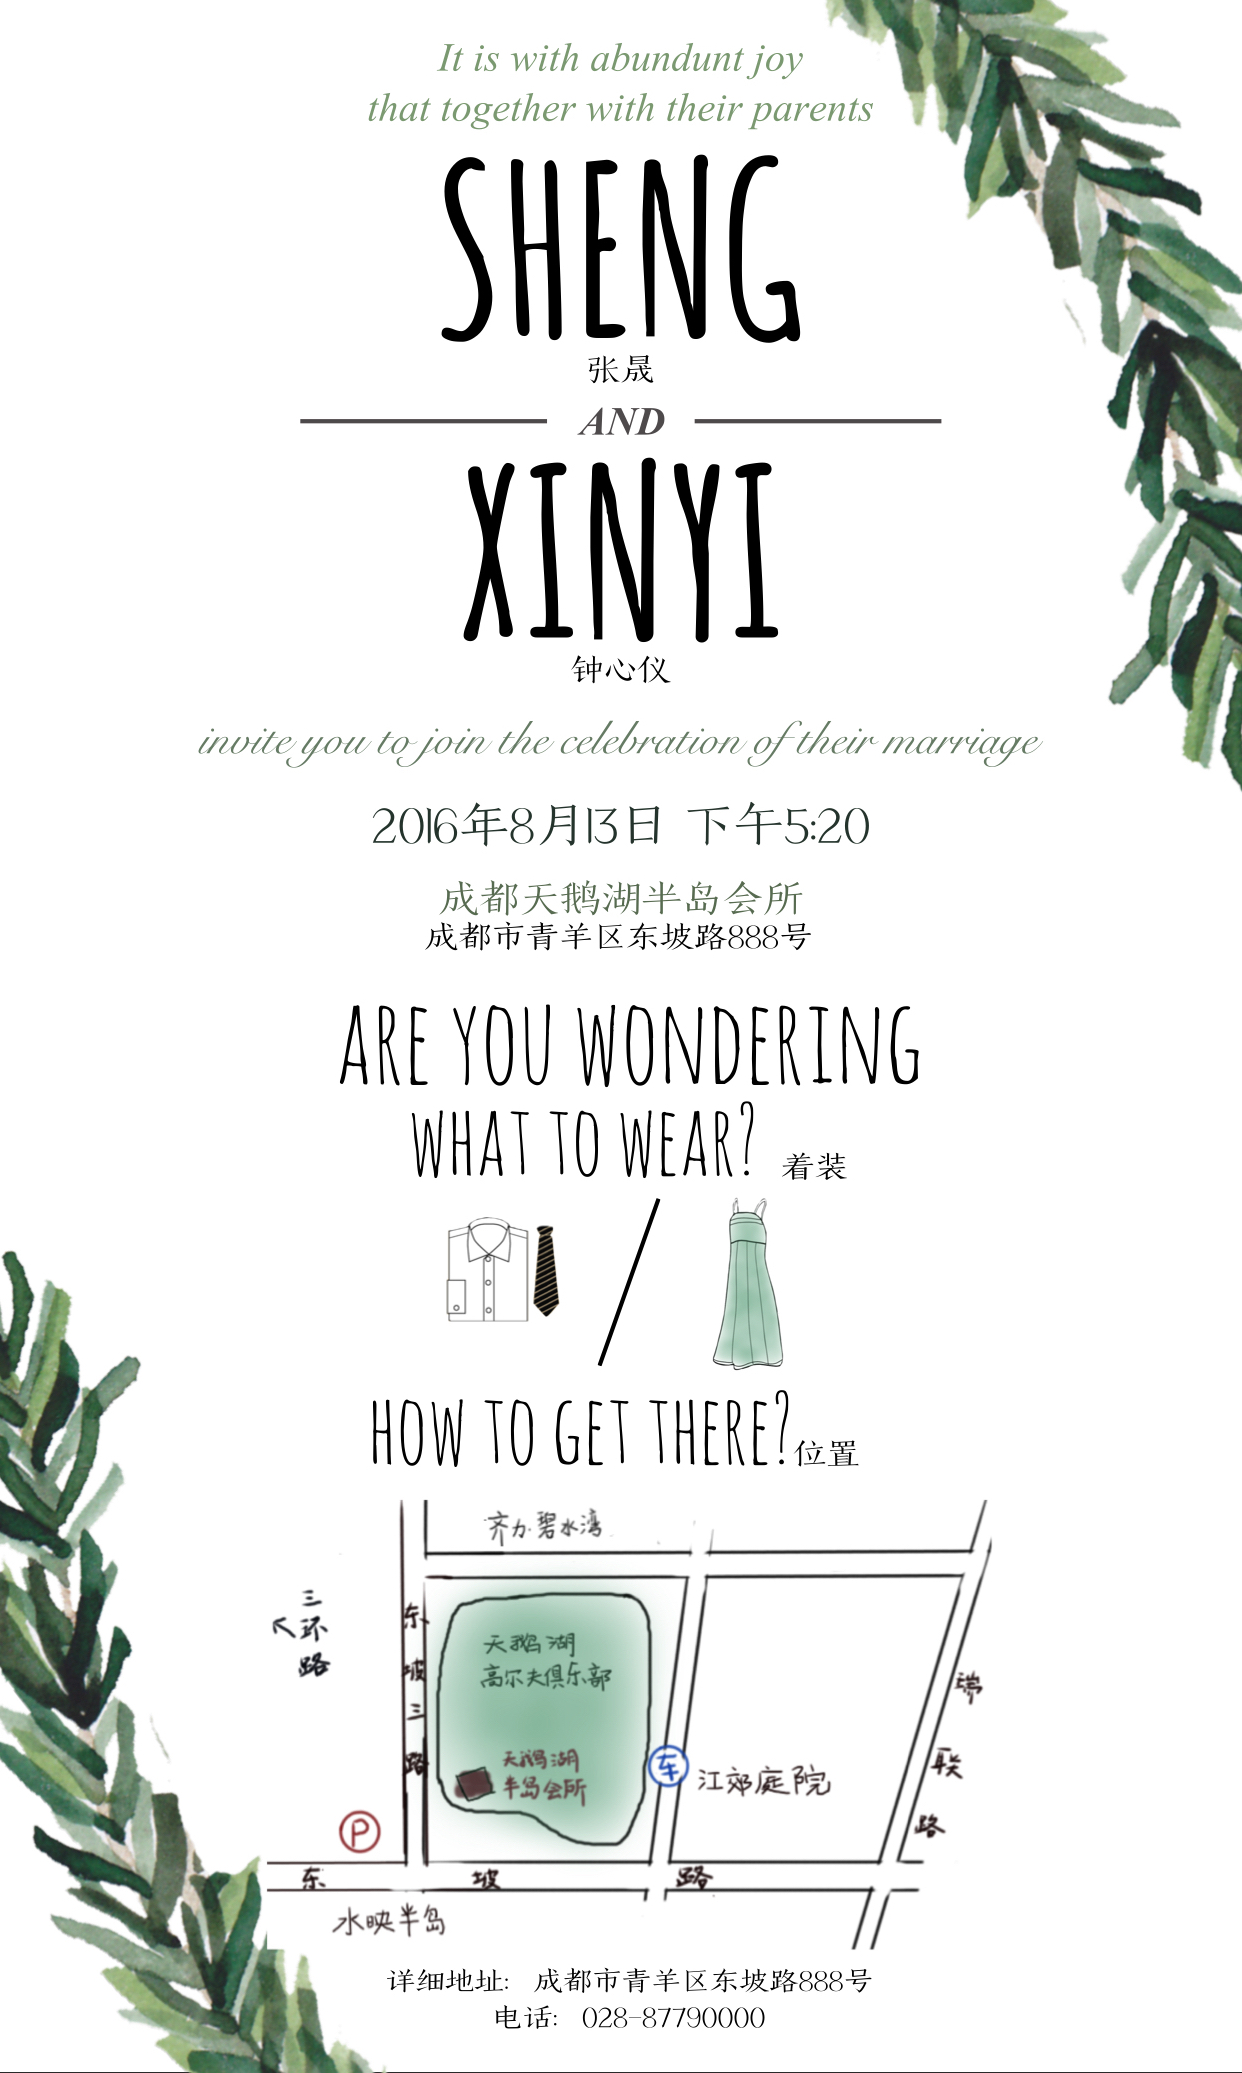 It is with abundunt joy
that together with their parents
SHENG
张晟
AND
XINYI
钟心仪
invite you to join the celebration of their marriage
2016年8月13日 下午5:20
成都天鹅湖半岛会所
成都市青羊区东坡路888号
ARE YOU WONDERING
WHAT TO WEAR? 着装
HOW TO GET THERE? 位置
齐力·碧水湾
三环路
东坡三路
天鹅湖
高尔夫俱乐部
天鹅湖
半岛会所
车
江郊庭院
联路
P
东坡路
水映半岛
详细地址: 成都市青羊区东坡路888号
电话: 028-87790000